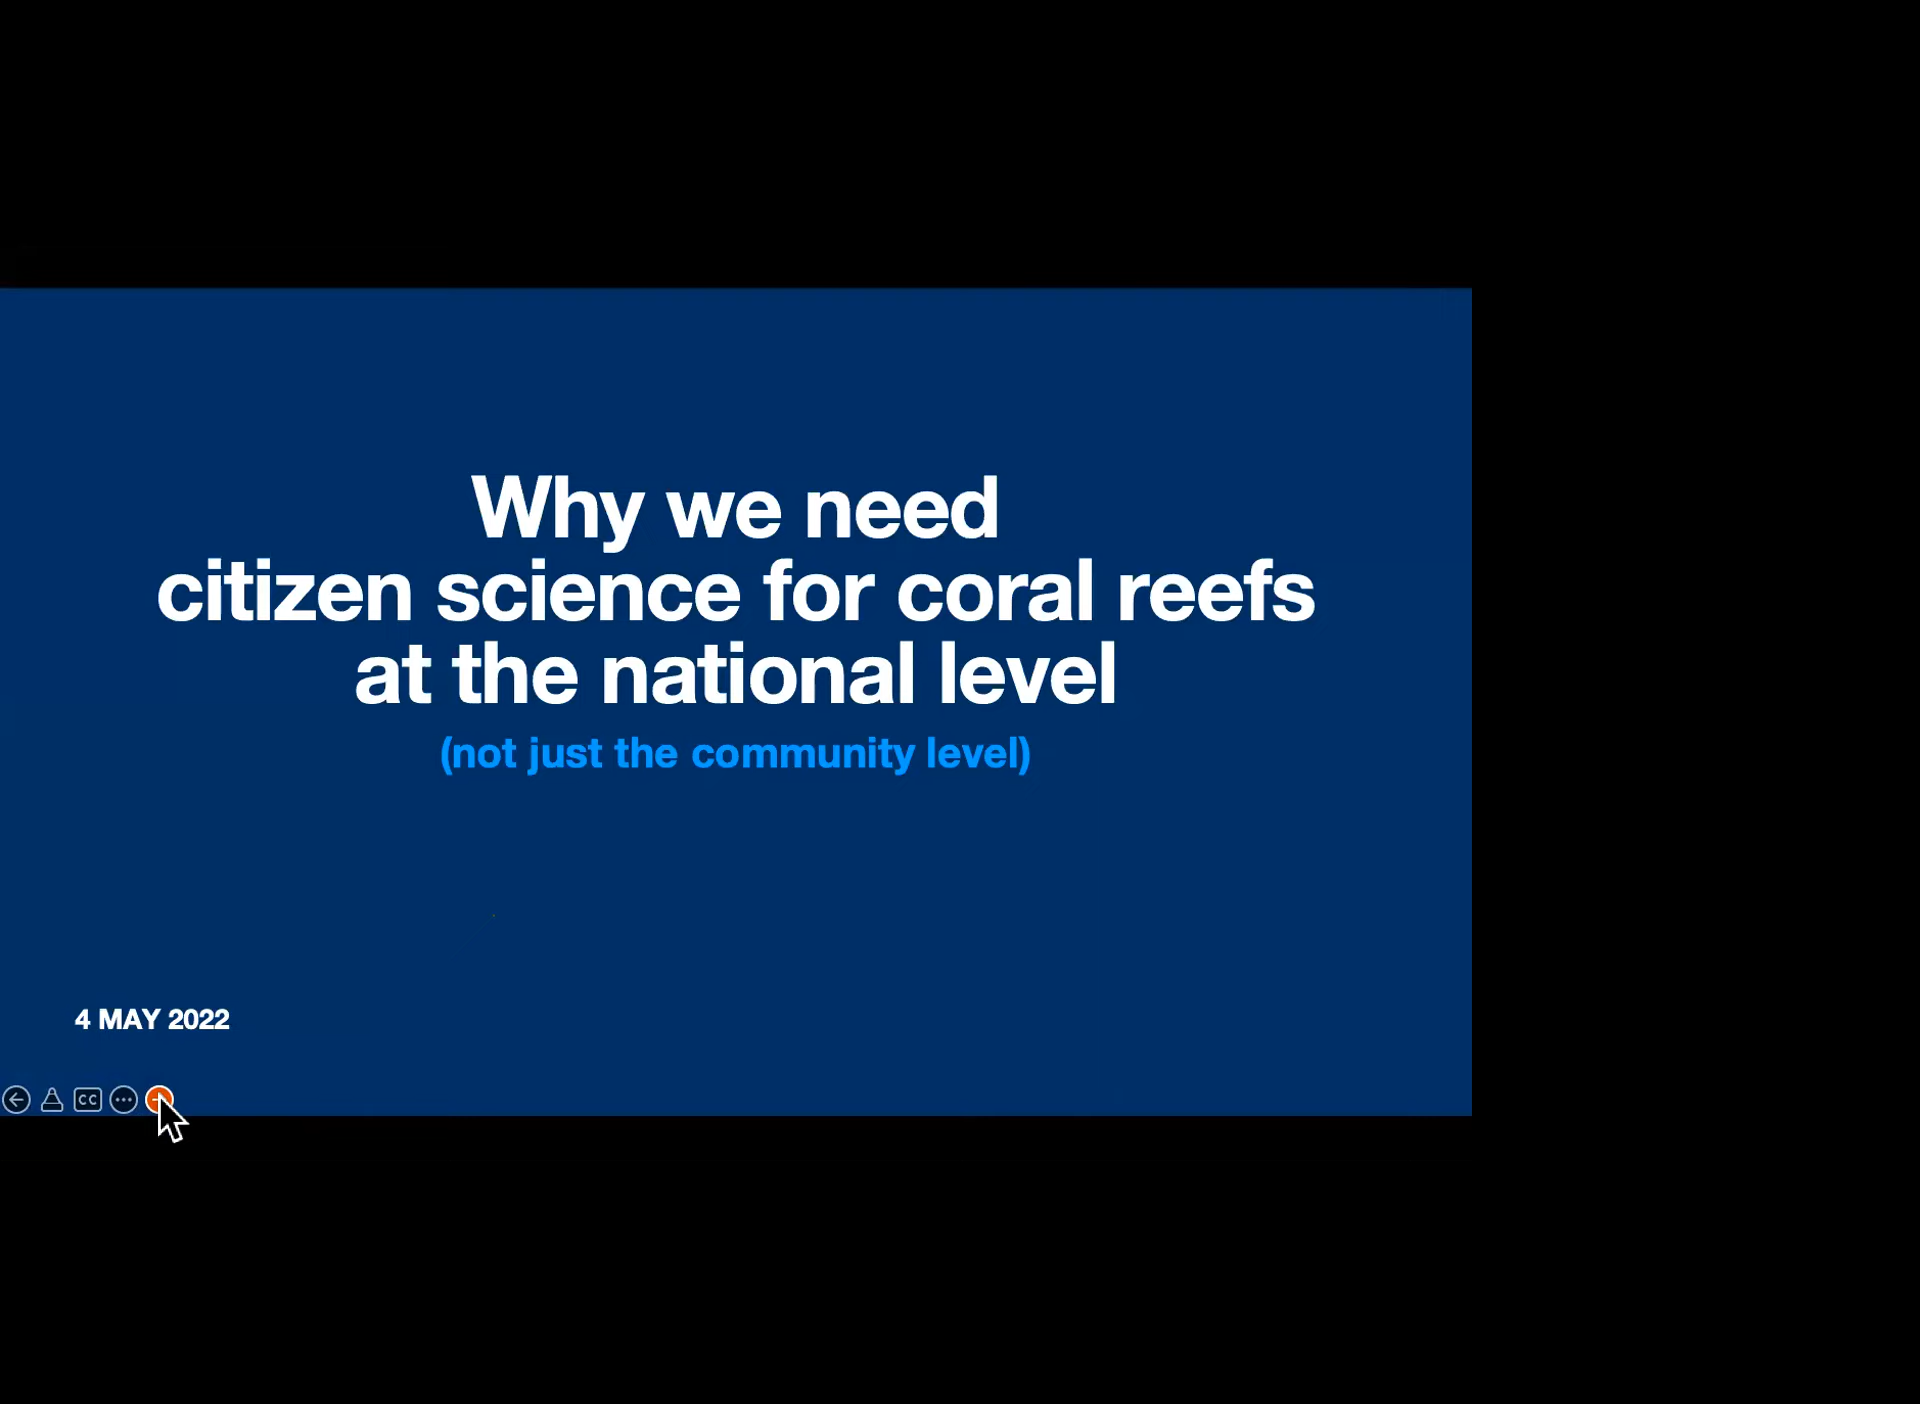 Why we need
citizen science for coral reefs
at the national level
(not just the community level)
4 MAY 2022
CC